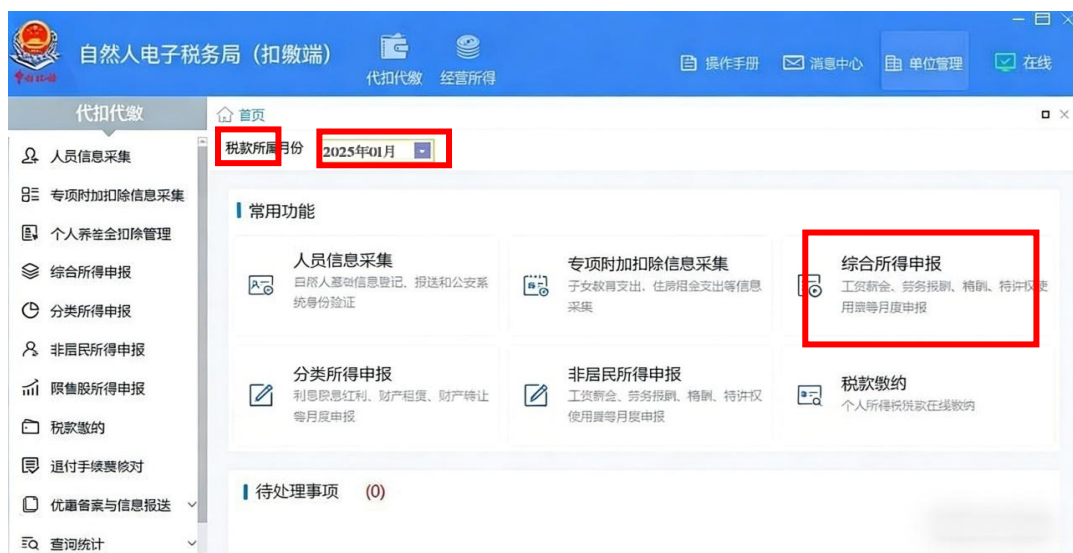 自然人电子税务局（扣缴端）
代扣代缴
经营所得
操作手册
消息中心
单位管理
在线
代扣代缴
首页
人员信息采集
专项附加扣除信息采集
个人养老金扣除管理
综合所得申报
分类所得申报
非居民所得申报
限售股所得申报
税款缴纳
退付手续费核对
优惠备案与信息报送
查询统计
税款所属月份
2025年01月
常用功能
人员信息采集
自然人基础信息登记、报送和公安系
统身份验证
专项附加扣除信息采集
子女教育支出、住房租金支出等信息
采集
综合所得申报
工资薪金、劳务报酬、稿酬、特许权使
用费等月度申报
分类所得申报
利息股息红利、财产租赁、财产转让
等月度申报
非居民所得申报
工资薪金、劳务报酬、稿酬、特许权
使用费等月度申报
税款缴纳
个人所得税税款在线缴纳
待处理事项 (0)